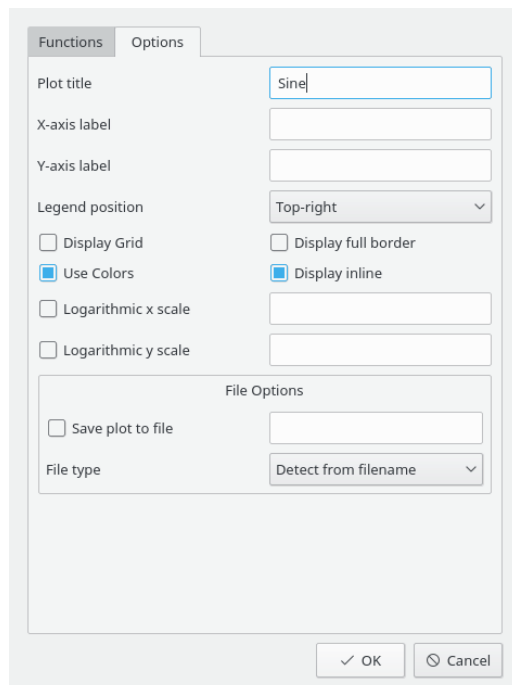 Functions Options
Plot title Sine
X-axis label
Y-axis label
Legend position Top-right
Display Grid Display full border
Use Colors Display inline
Logarithmic x scale
Logarithmic y scale
File Options
Save plot to file
File type Detect from filename
OK Cancel